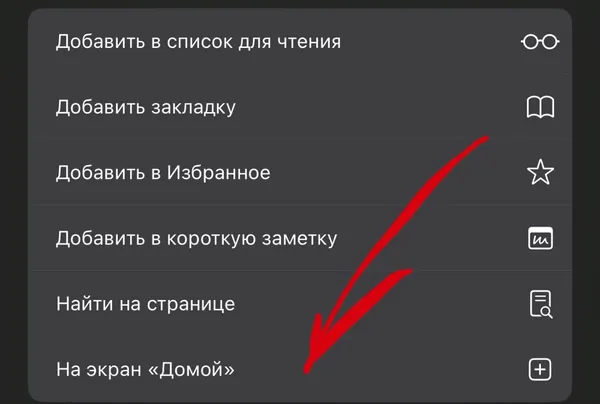 Добавить в список для чтения
Добавить закладку
Добавить в Избранное
Добавить в короткую заметку
Найти на странице
На экран «Домой»